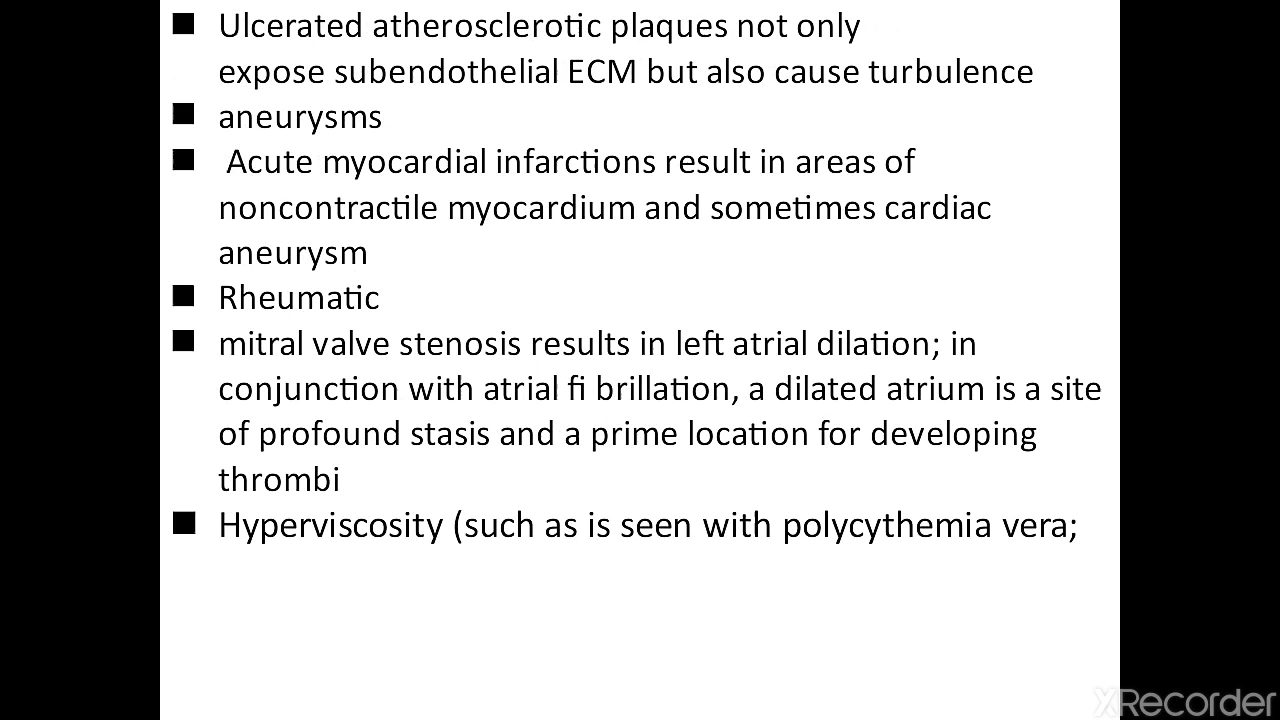 ■ Ulcerated atherosclerotic plaques not only
expose subendothelial ECM but also cause turbulence
■ aneurysms
■ Acute myocardial infarctions result in areas of
noncontractile myocardium and sometimes cardiac
aneurysm
■ Rheumatic
■ mitral valve stenosis results in left atrial dilation; in
conjunction with atrial fi brillation, a dilated atrium is a site
of profound stasis and a prime location for developing
thrombi
■ Hyperviscosity (such as is seen with polycythemia vera;
XRecorder